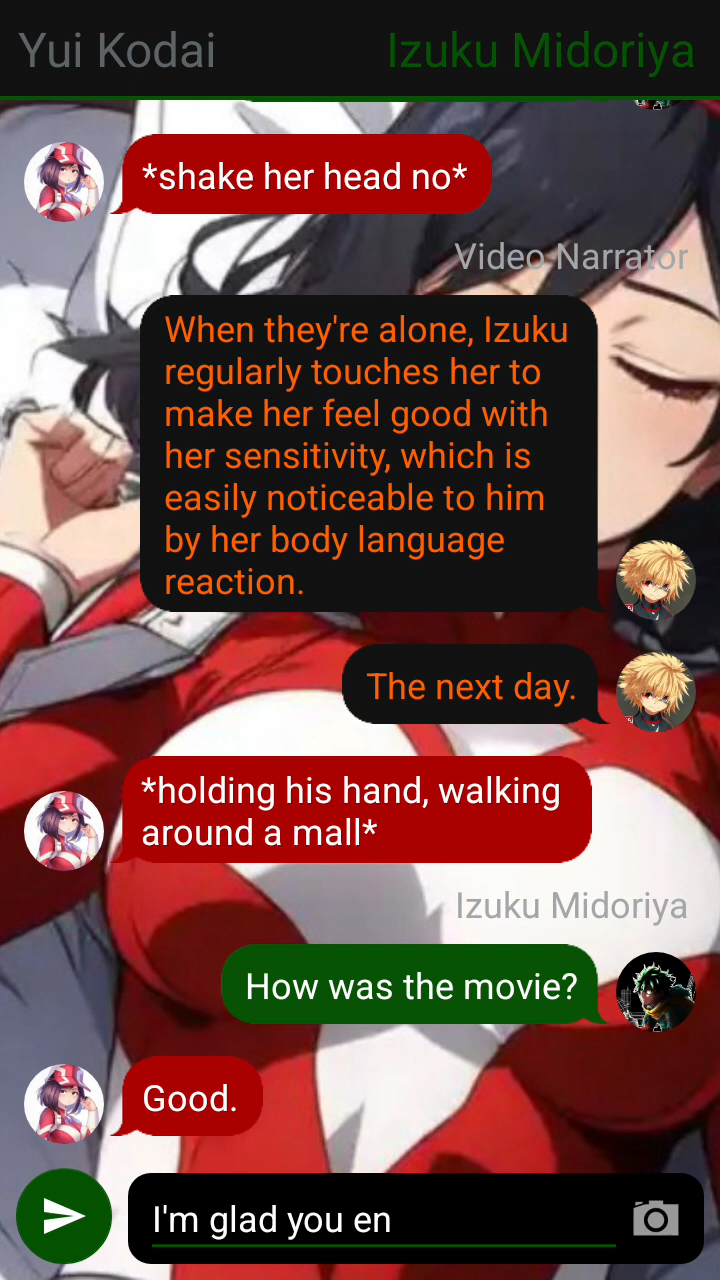 Yui Kodai
Izuku Midoriya
*shake her head no*
Video Narrator
When they're alone, Izuku
regularly touches her to
make her feel good with
her sensitivity, which is
easily noticeable to him
by her body language
reaction.
The next day.
*holding his hand, walking
around a mall*
Izuku Midoriya
How was the movie?
Good.
I'm glad you en